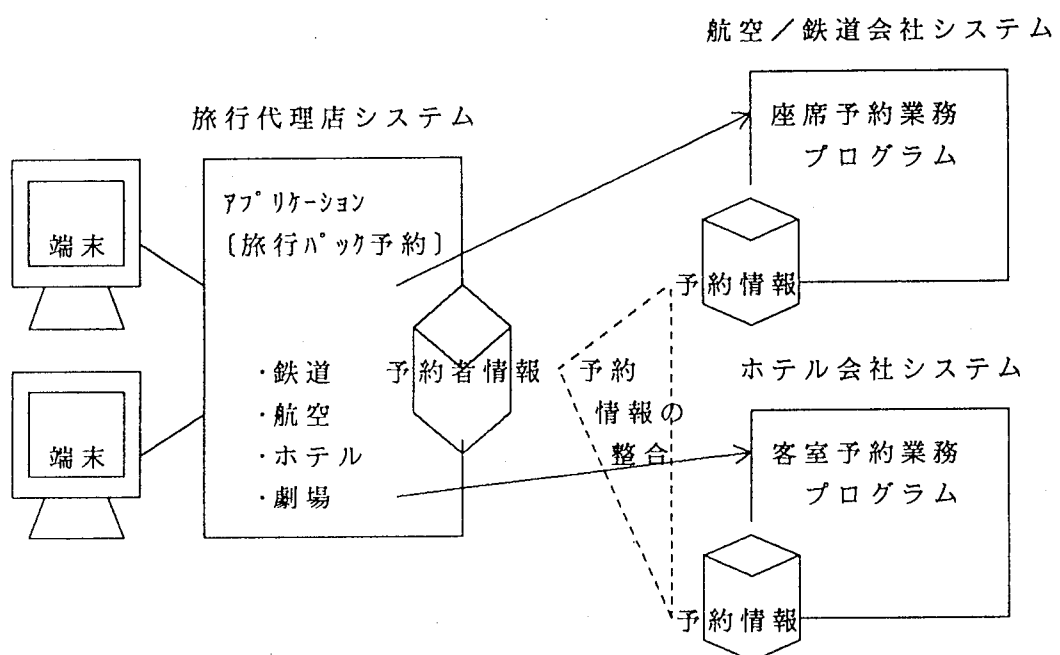 航空／鉄道会社システム
旅行代理店システム
座席予約業務
プログラム
端末
ｱﾌﾟﾘｹｰｼｮﾝ
〔旅行ﾊﾟｯｸ予約〕
予約情報
・鉄道
・航空
・ホテル
・劇場
予約者情報
予約
情報の
整合
ホテル会社システム
端末
客室予約業務
プログラム
予約情報